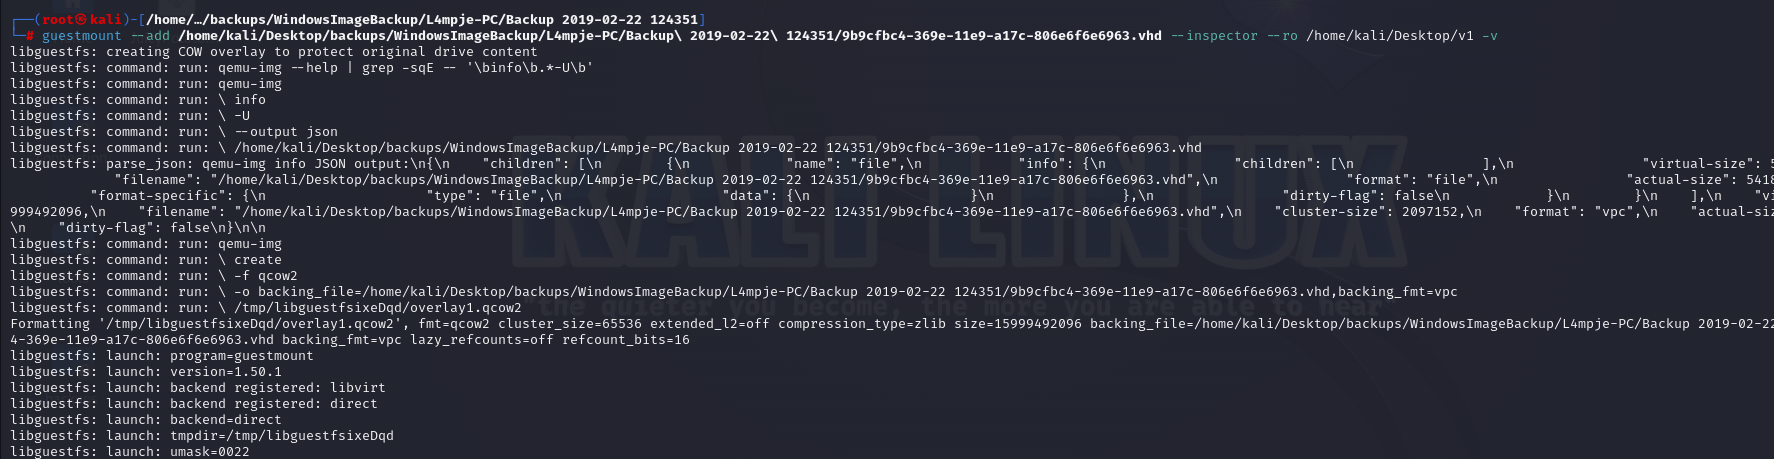 ┌──(root㉿kali)-[/home/…/backups/WindowsImageBackup/L4mpje-PC/Backup 2019-02-22 124351]
└─# guestmount --add /home/kali/Desktop/backups/WindowsImageBackup/L4mpje-PC/Backup\ 2019-02-22\ 124351/9b9cfbc4-369e-11e9-a17c-806e6f6e6963.vhd --inspector --ro /home/kali/Desktop/v1 -v
libguestfs: creating COW overlay to protect original drive content
libguestfs: command: run: qemu-img --help | grep -sqE -- '\binfo\b.*-U\b'
libguestfs: command: run: qemu-img
libguestfs: command: run: \ info
libguestfs: command: run: \ -U
libguestfs: command: run: \ --output json
libguestfs: command: run: \ /home/kali/Desktop/backups/WindowsImageBackup/L4mpje-PC/Backup 2019-02-22 124351/9b9cfbc4-369e-11e9-a17c-806e6f6e6963.vhd
libguestfs: parse_json: qemu-img info JSON output:\n{\n    "children": [\n        {\n            "name": "file",\n            "info": {\n                "children": [\n                ],\n                "virtual-size": 5
"filename": "/home/kali/Desktop/backups/WindowsImageBackup/L4mpje-PC/Backup 2019-02-22 124351/9b9cfbc4-369e-11e9-a17c-806e6f6e6963.vhd",\n                "format": "file",\n                "actual-size": 5418
"format-specific": {\n                    "type": "file",\n                    "data": {\n                    }\n                },\n                "dirty-flag": false\n            }\n        }\n    ],\n    "vi
999492096,\n    "filename": "/home/kali/Desktop/backups/WindowsImageBackup/L4mpje-PC/Backup 2019-02-22 124351/9b9cfbc4-369e-11e9-a17c-806e6f6e6963.vhd",\n    "cluster-size": 2097152,\n    "format": "vpc",\n    "actual-siz
\n    "dirty-flag": false\n}\n\n
libguestfs: command: run: qemu-img
libguestfs: command: run: \ create
libguestfs: command: run: \ -f qcow2
libguestfs: command: run: \ -o backing_file=/home/kali/Desktop/backups/WindowsImageBackup/L4mpje-PC/Backup 2019-02-22 124351/9b9cfbc4-369e-11e9-a17c-806e6f6e6963.vhd,backing_fmt=vpc
libguestfs: command: run: \ /tmp/libguestfsixeDqd/overlay1.qcow2
Formatting '/tmp/libguestfsixeDqd/overlay1.qcow2', fmt=qcow2 cluster_size=65536 extended_l2=off compression_type=zlib size=15999492096 backing_file=/home/kali/Desktop/backups/WindowsImageBackup/L4mpje-PC/Backup 2019-02-22
4-369e-11e9-a17c-806e6f6e6963.vhd backing_fmt=vpc lazy_refcounts=off refcount_bits=16
libguestfs: launch: program=guestmount
libguestfs: launch: version=1.50.1
libguestfs: launch: backend registered: libvirt
libguestfs: launch: backend registered: direct
libguestfs: launch: backend=direct
libguestfs: launch: tmpdir=/tmp/libguestfsixeDqd
libguestfs: launch: umask=0022
KALI LINUX
"the quieter you become, the more you are able to hear